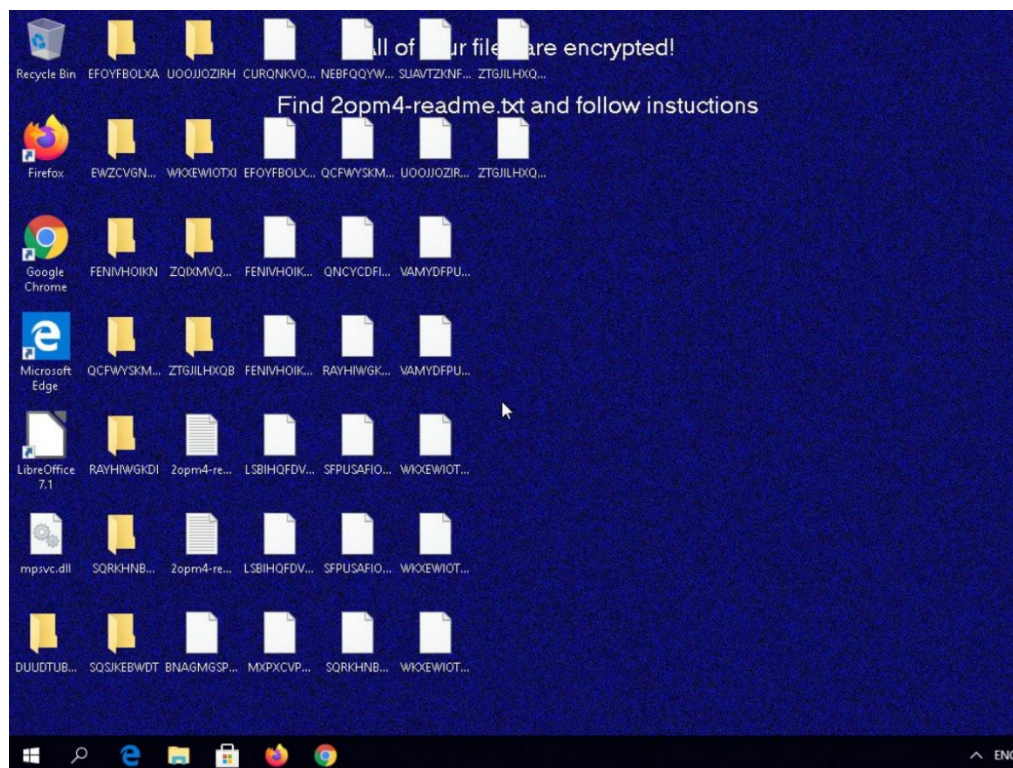 All of your files are encrypted!
Find 2opm4-readme.txt and follow instuctions
Recycle Bin EFOYFBOLXA UOOJJOZIRH CURQNKVO... NEBFQQYW... SUAVTZKNF... ZTGJILHXQ...
Firefox EWZCVGN... WKXEWIOTXI EFOYFBOLX... QCFWYSKM... UOOJJOZIR... ZTGJILHXQ...
Google Chrome FENIVHOIKN ZQIXMVQ... FENIVHOIK... QNCYCDFI... VAMYDFPU...
Microsoft Edge QCFWYSKM... ZTGJILHXQB FENIVHOIK... RAYHIWGK... VAMYDFPU...
LibreOffice 7.1 RAYHIWGKDI 2opm4-re... LSBIHQFDV... SFPUSAFIO... WKXEWIOT...
mpsvc.dll SQRKHNB... 2opm4-re... LSBIHQFDV... SFPUSAFIO... WKXEWIOT...
DUUDTUB... SQSJKEBWDT BNAGMGSP... MXPXCVP... SQRKHNB... WKXEWIOT...
ENG